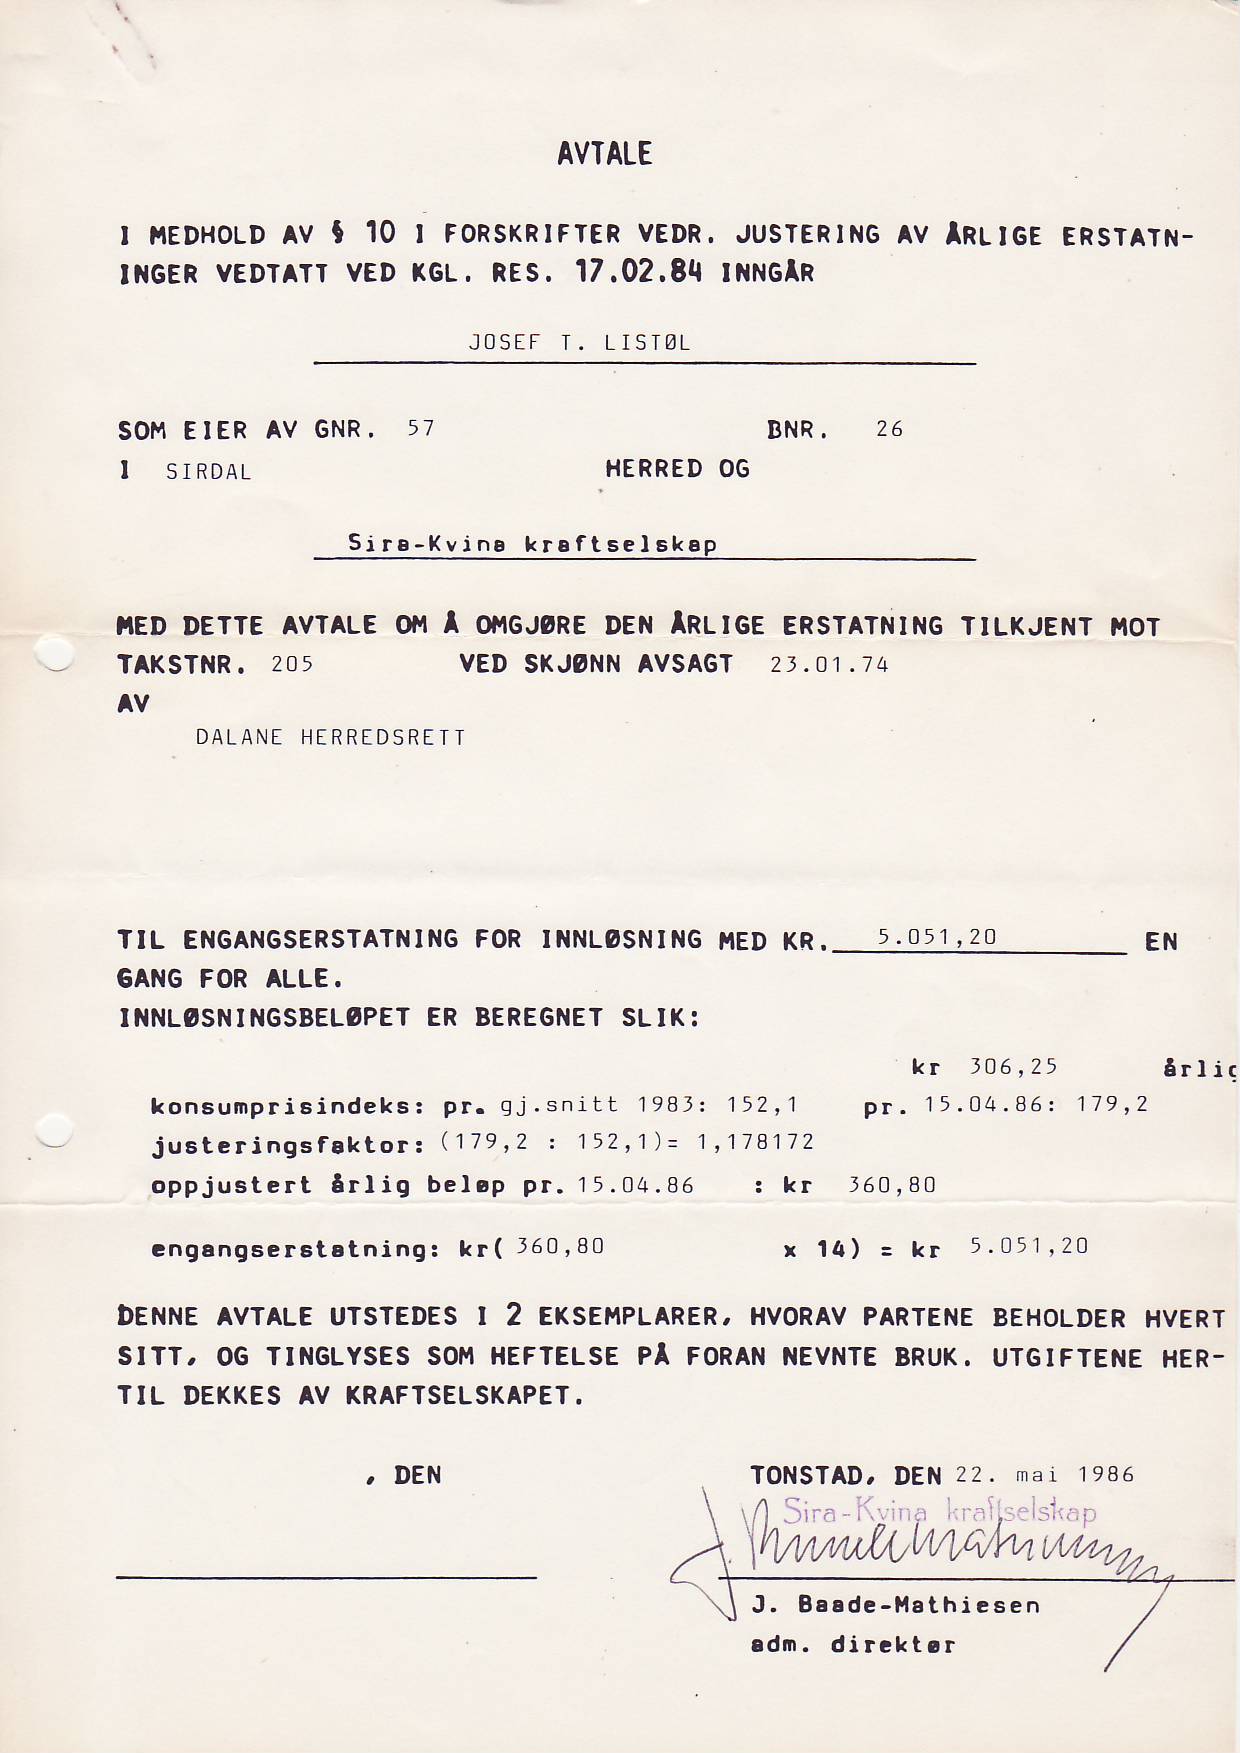 AVTALE
I MEDHOLD AV § 10 I FORSKRIFTER VEDR. JUSTERING AV ÅRLIGE ERSTATN-
INGER VEDTATT VED KGL. RES. 17.02.84 INNGÅR
JOSEF T. LISTØL
SOM EIER AV GNR. 57 BNR. 26
I SIRDAL HERRED OG
Sira-Kvina kraftselskap
MED DETTE AVTALE OM Å OMGJØRE DEN ÅRLIGE ERSTATNING TILKJENT MOT
TAKSTNR. 205 VED SKJØNN AVSAGT 23.01.74
AV
DALANE HERREDSRETT
TIL ENGANGSERSTATNING FOR INNLØSNING MED KR. 5.051,20 EN
GANG FOR ALLE.
INNLØSNINGSBELØPET ER BEREGNET SLIK:
kr 306,25 årlig
konsumprisindeks: pr. gj.snitt 1983: 152,1 pr. 15.04.86: 179,2
justeringsfaktor: (179,2 : 152,1)= 1,178172
oppjustert årlig beløp pr. 15.04.86 : kr 360,80
engangserstatning: kr( 360,80 x 14) = kr 5.051,20
DENNE AVTALE UTSTEDES I 2 EKSEMPLARER, HVORAV PARTENE BEHOLDER HVERT
SITT, OG TINGLYSES SOM HEFTELSE PÅ FORAN NEVNTE BRUK. UTGIFTENE HER-
TIL DEKKES AV KRAFTSELSKAPET.
, DEN TONSTAD, DEN 22. mai 1986
Sira-Kvina kraftselskap
J. Baade-Mathiesen
adm. direktør